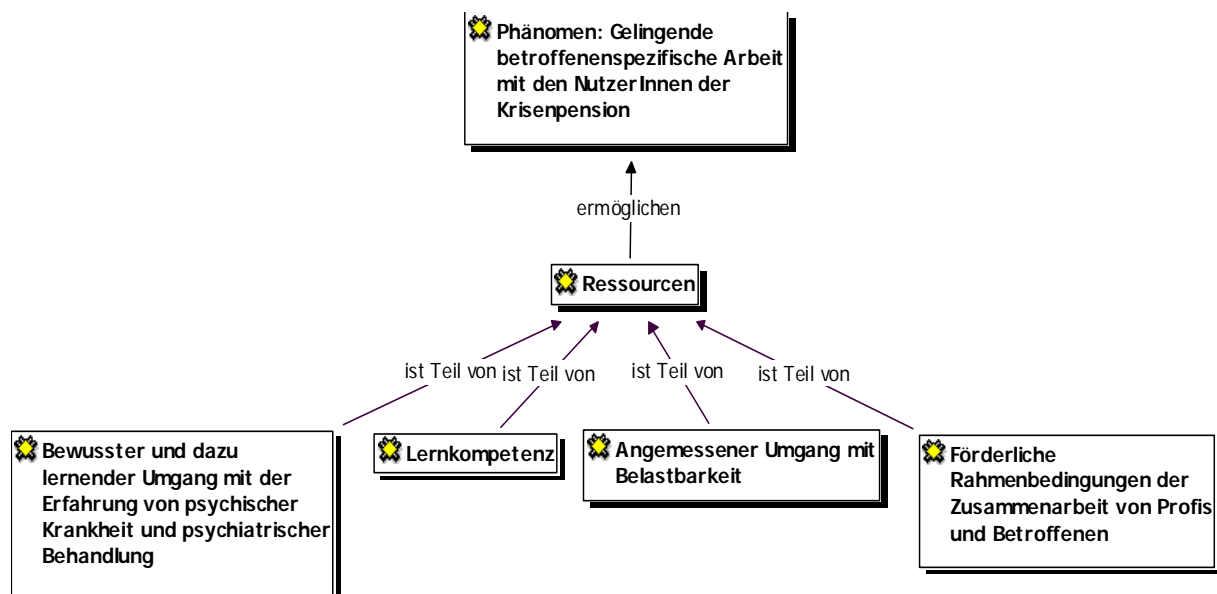 Phänomen: Gelingende
betroffenenspezifische Arbeit
mit den NutzerInnen der
Krisenpension
ermöglichen
Ressourcen
ist Teil von
ist Teil von
ist Teil von
ist Teil von
Bewusster und dazu
lernender Umgang mit der
Erfahrung von psychischer
Krankheit und psychiatrischer
Behandlung
Lernkompetenz
Angemessener Umgang mit
Belastbarkeit
Förderliche
Rahmenbedingungen der
Zusammenarbeit von Profis
und Betroffenen